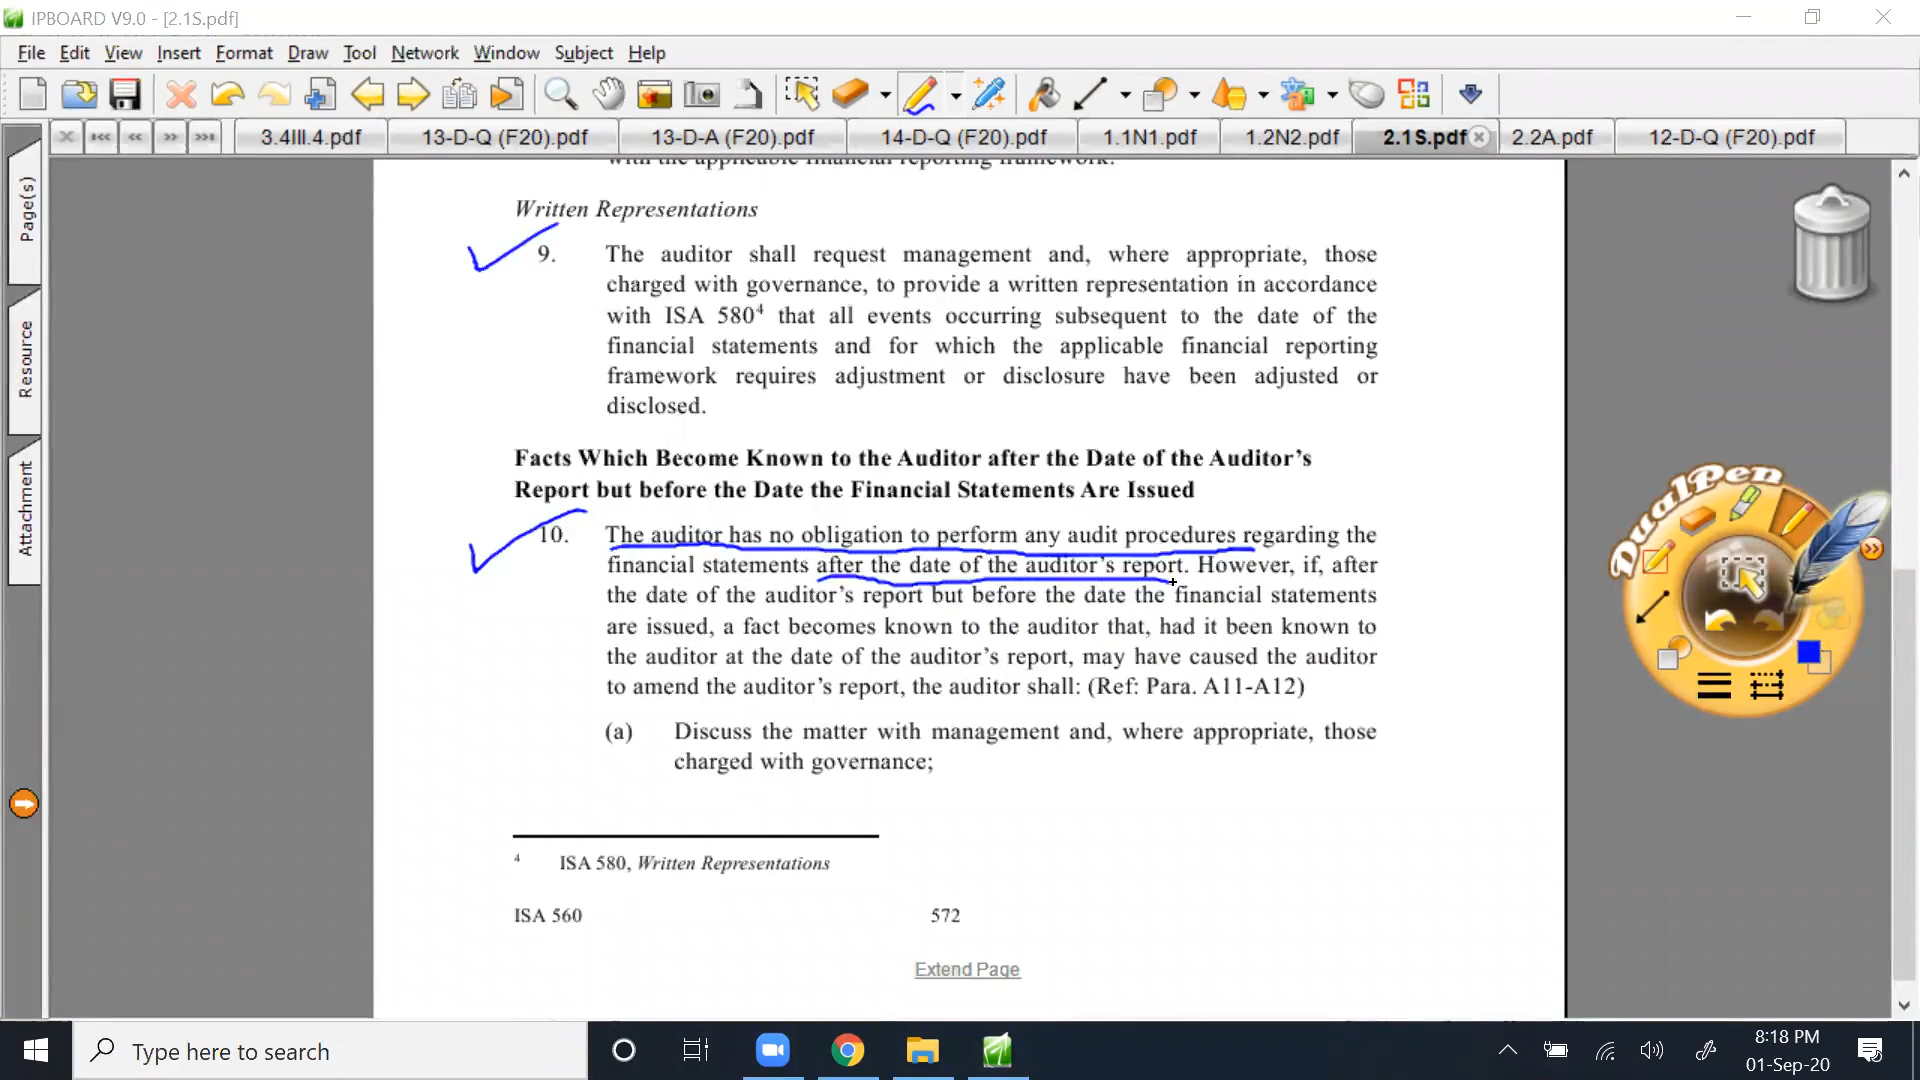 IPBOARD V9.0 - [2.1S.pdf]
File Edit View Insert Format Draw Tool Network Window Subject Help
3.4III.4.pdf 13-D-Q (F20).pdf 13-D-A (F20).pdf 14-D-Q (F20).pdf 1.1N1.pdf 1.2N2.pdf 2.1S.pdf 2.2A.pdf 12-D-Q (F20).pdf
Page(s)
Resource
Attachment
with the applicable financial reporting framework.
Written Representations
9. The auditor shall request management and, where appropriate, those
charged with governance, to provide a written representation in accordance
with ISA 580⁴ that all events occurring subsequent to the date of the
financial statements and for which the applicable financial reporting
framework requires adjustment or disclosure have been adjusted or
disclosed.
Facts Which Become Known to the Auditor after the Date of the Auditor’s
Report but before the Date the Financial Statements Are Issued
10. The auditor has no obligation to perform any audit procedures regarding the
financial statements after the date of the auditor’s report. However, if, after
the date of the auditor’s report but before the date the financial statements
are issued, a fact becomes known to the auditor that, had it been known to
the auditor at the date of the auditor’s report, may have caused the auditor
to amend the auditor’s report, the auditor shall: (Ref: Para. A11-A12)
(a) Discuss the matter with management and, where appropriate, those
charged with governance;
4 ISA 580, Written Representations
ISA 560 572
Extend Page
DualPen
Type here to search
8:18 PM
01-Sep-20